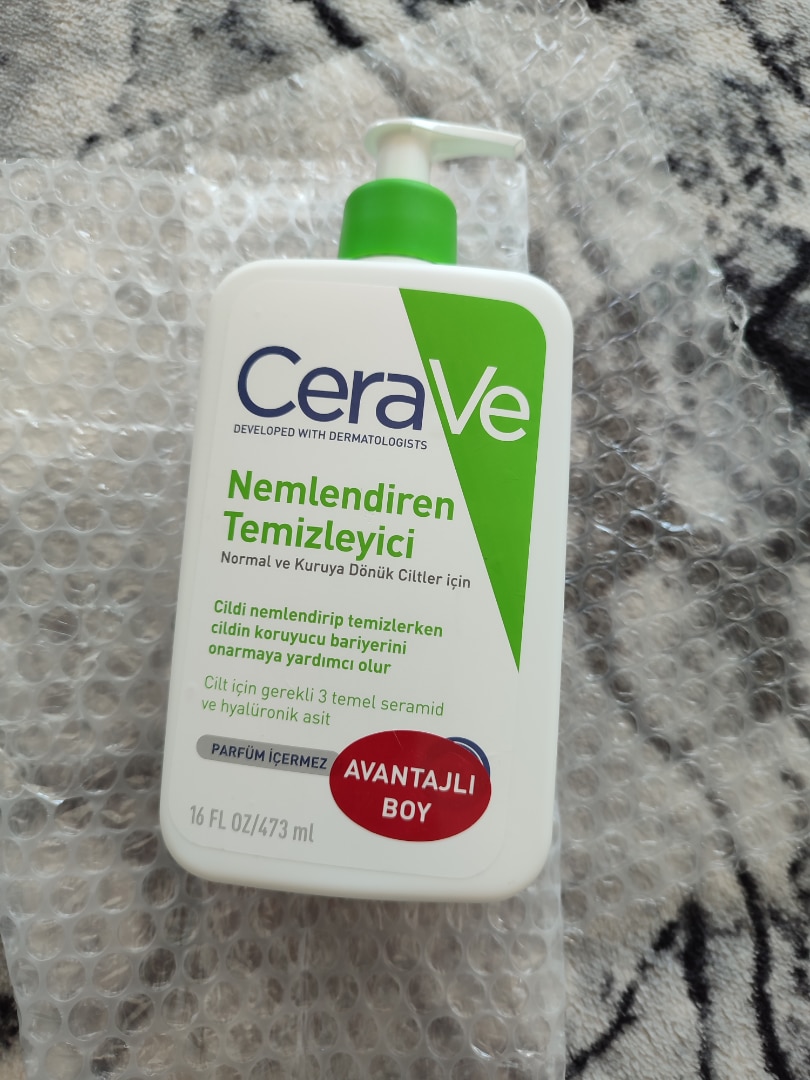 CeraVe
DEVELOPED WITH DERMATOLOGISTS
Nemlendiren
Temizleyici
Normal ve Kuruya Dönük Ciltler için
Cildi nemlendirip temizlerken
cildin koruyucu bariyerini
onarmaya yardımcı olur
Cilt için gerekli 3 temel seramid
ve hyalüronik asit
PARFÜM İÇERMEZ
AVANTAJLI
BOY
16 FL OZ/473 ml